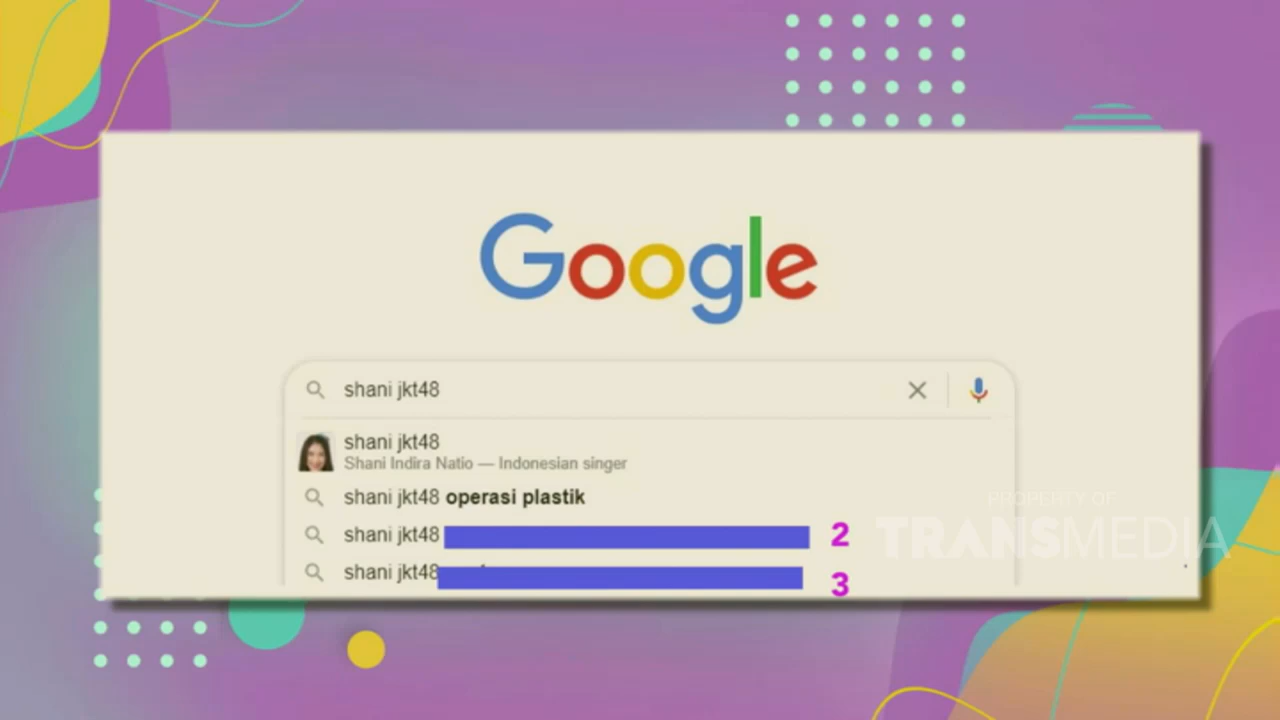 Google
shani jkt48
shani jkt48
Shani Indira Natio — Indonesian singer
shani jkt48 operasi plastik
shani jkt48 2
shani jkt48 3
PROPERTY OF
TRANSMEDIA